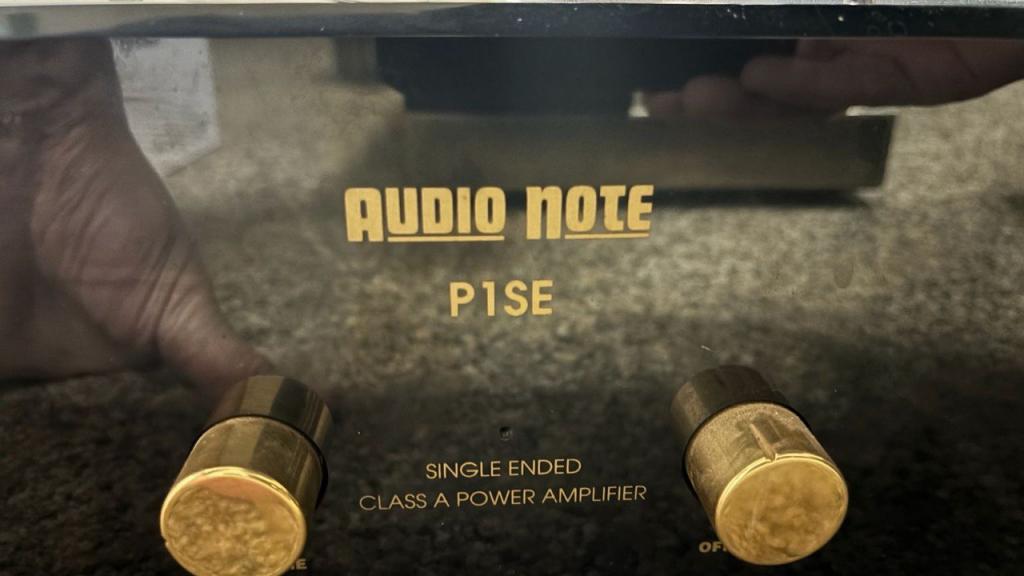 AUDIO NOTE
P1SE
SINGLE ENDED
CLASS A POWER AMPLIFIER